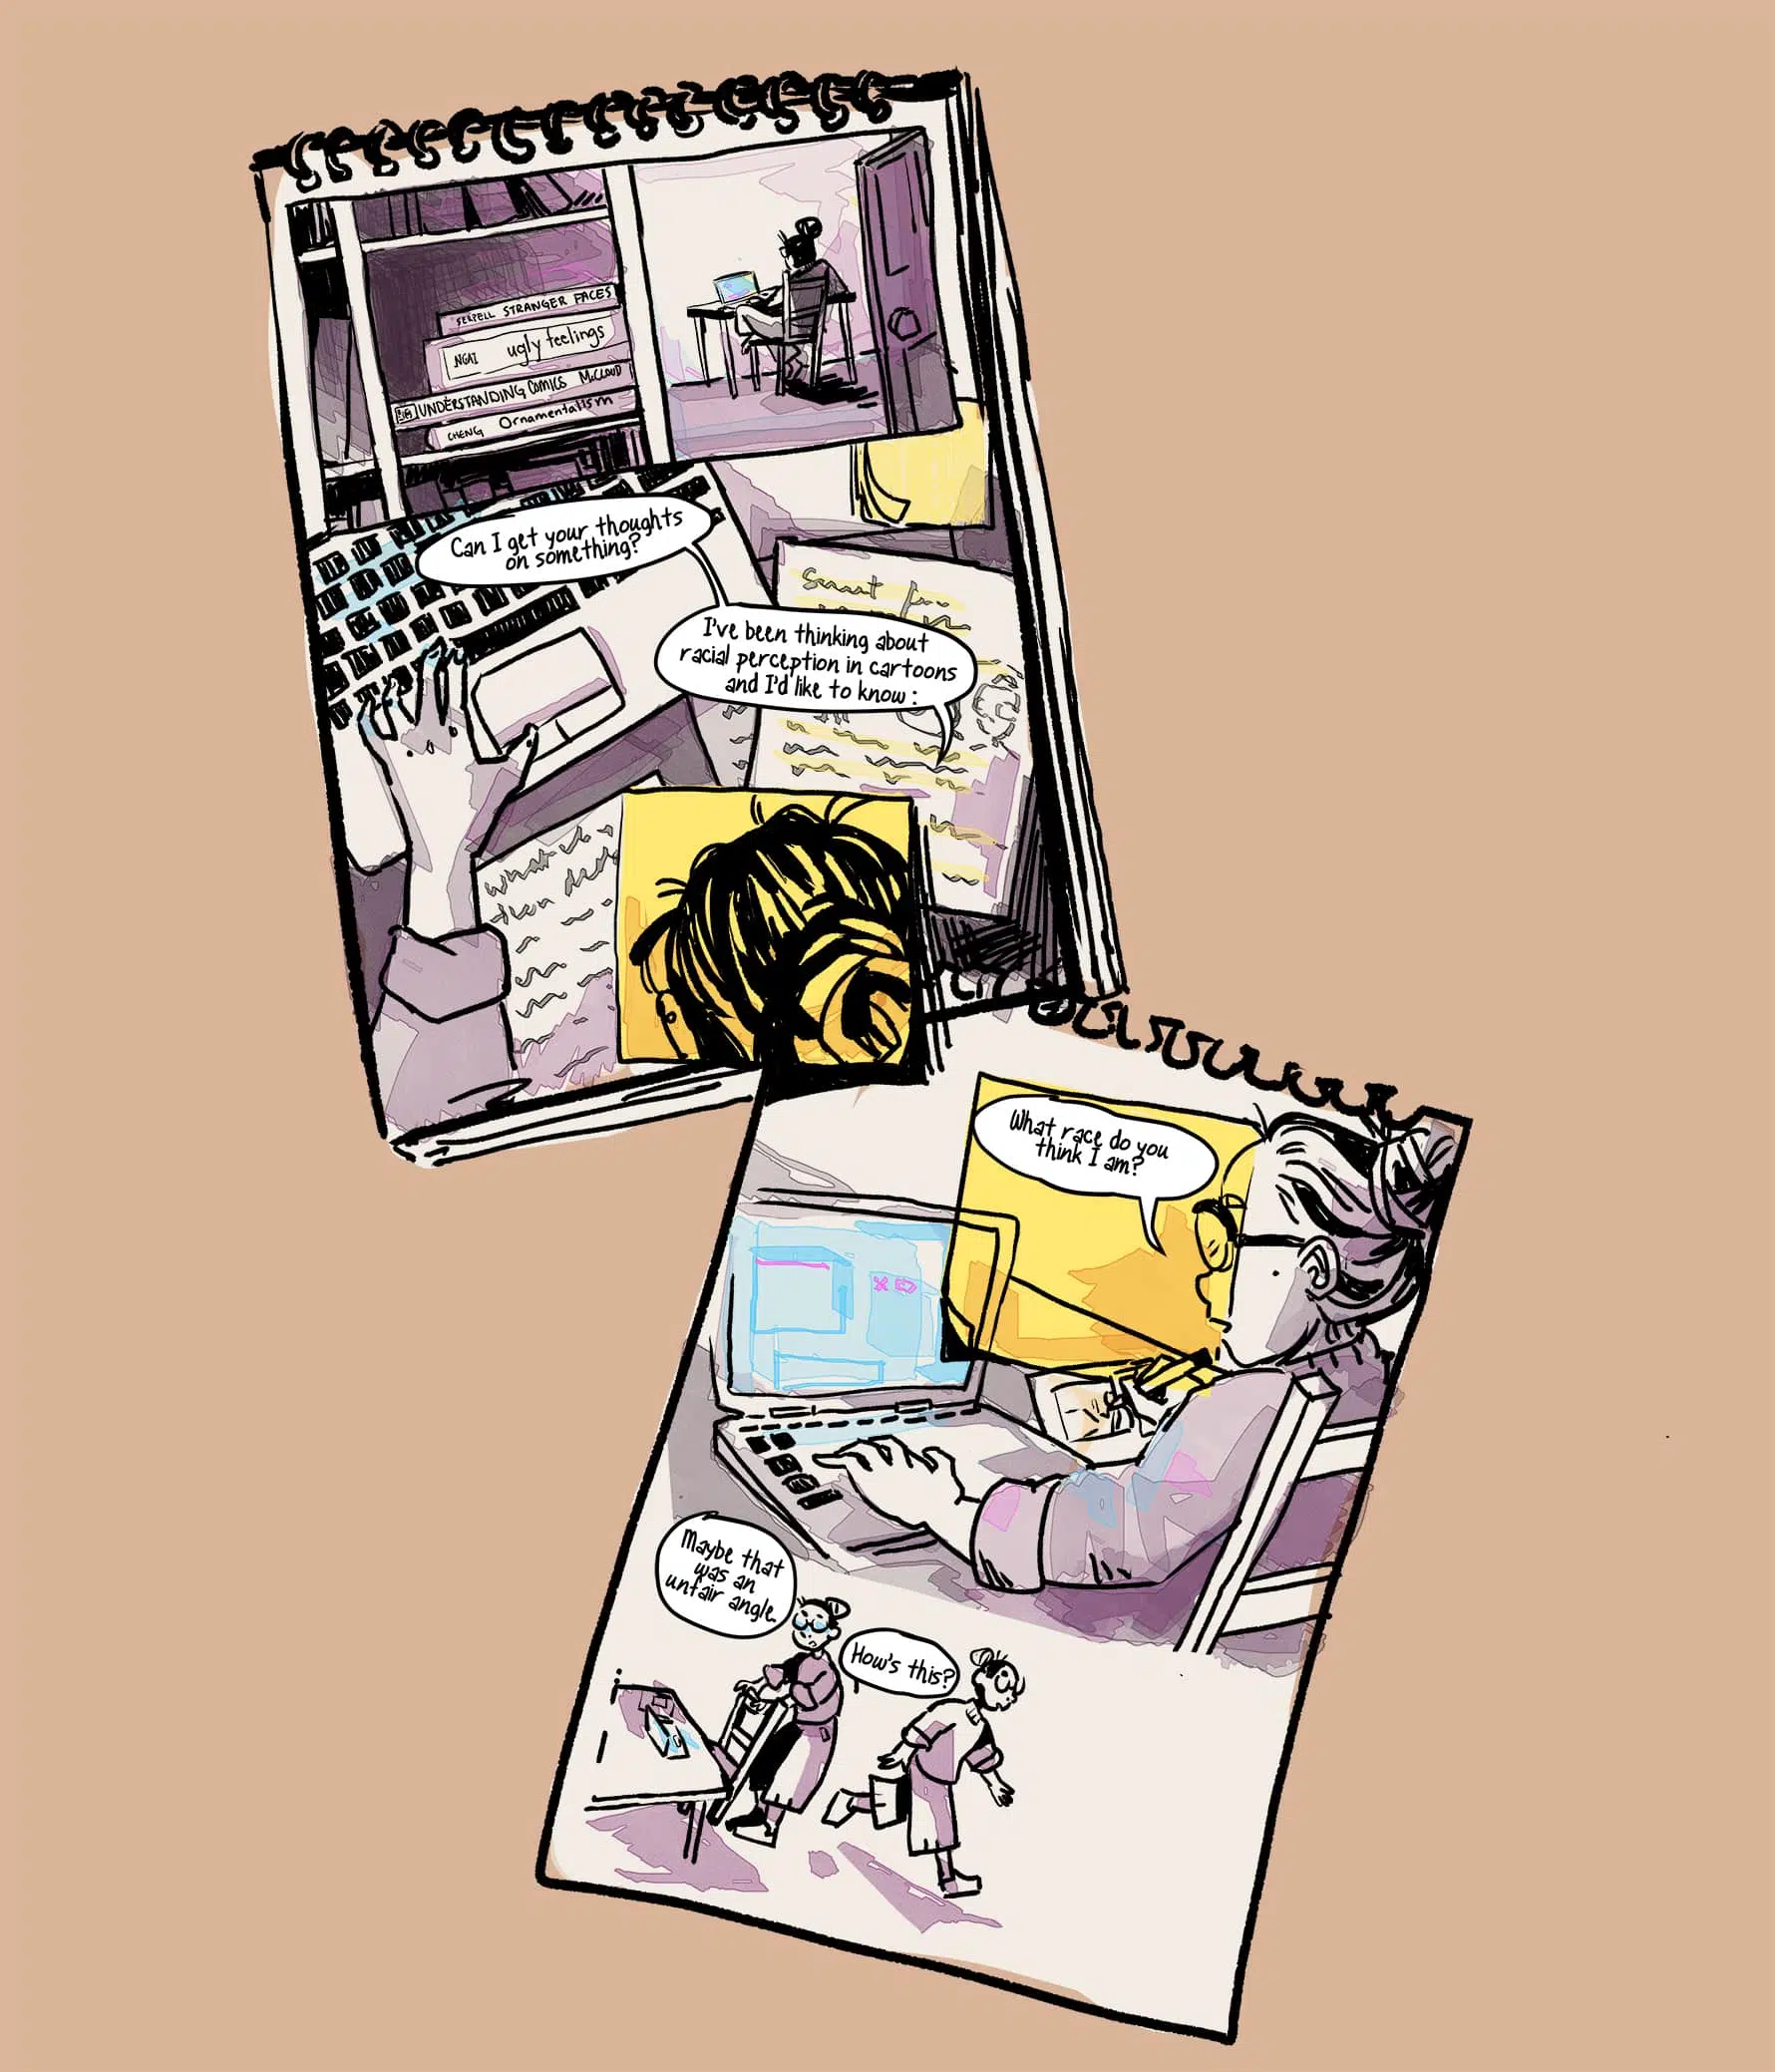 SERPELL STRANGER FACES
NGAI ugly feelings
UNDERSTANDING COMICS McCLOUD
CHENG Ornamentalism
Can I get your thoughts
on something?
I've been thinking about
racial perception in cartoons
and I'd like to know:
What race do you
think I am?
Maybe that
was an
unfair angle.
How's this?